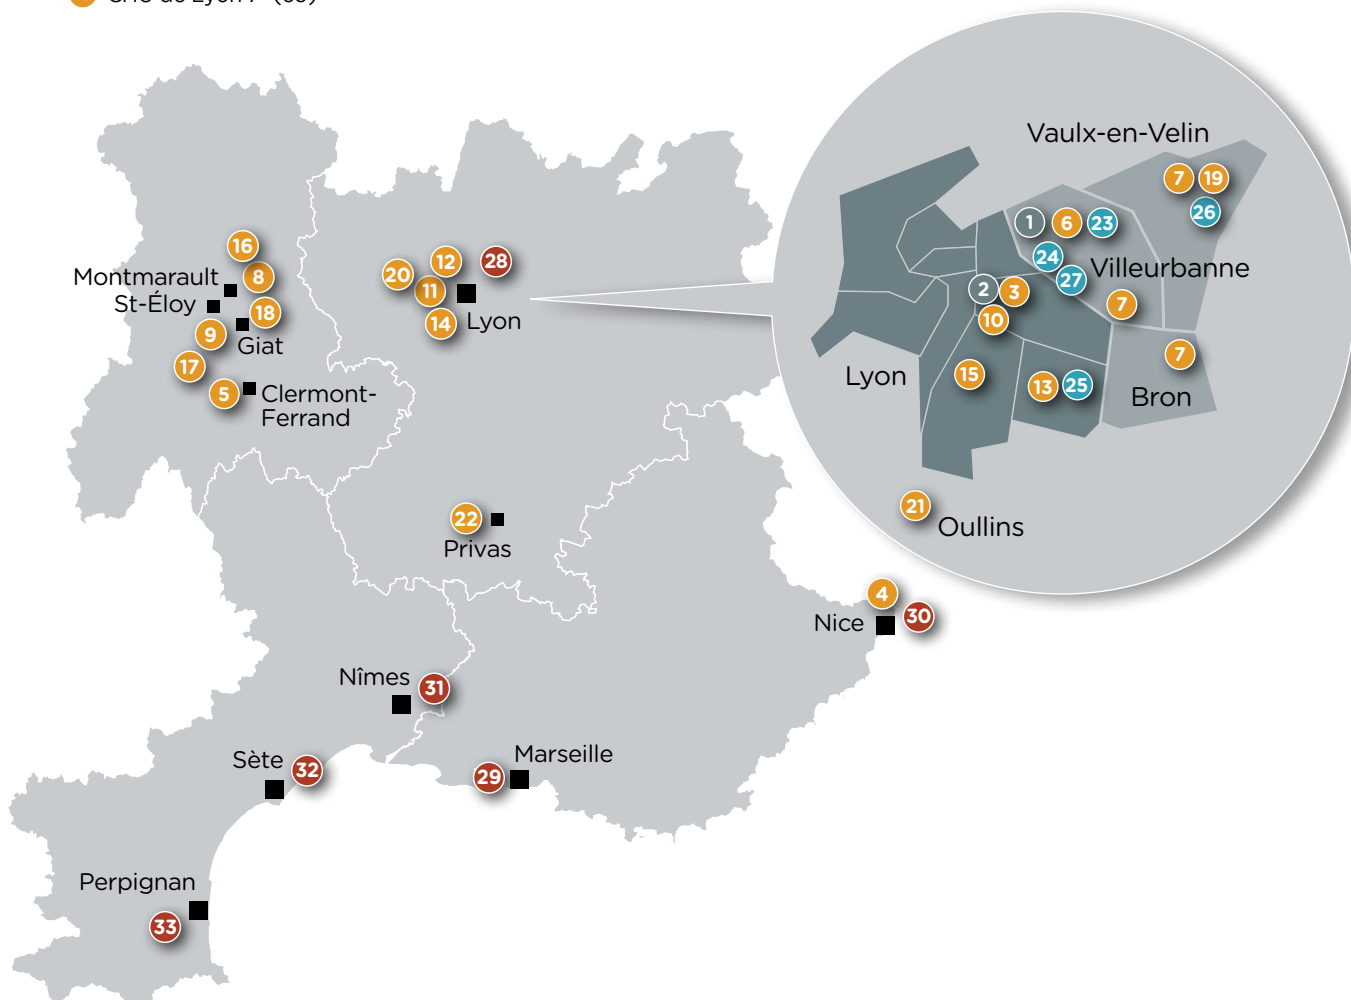 Vaulx-en-Velin
7 19
26
1 6 23
24
Villeurbanne
27
2 3
7
10
7
Lyon
15
13 25
Bron
21
Oullins
16
Montmarault
8
St-Éloy
18
9
Giat
17
5
Clermont-
Ferrand
12 28
20
11
14
Lyon
22
Privas
4
30
Nice
Nîmes
31
Sète
32
Marseille
29
Perpignan
33